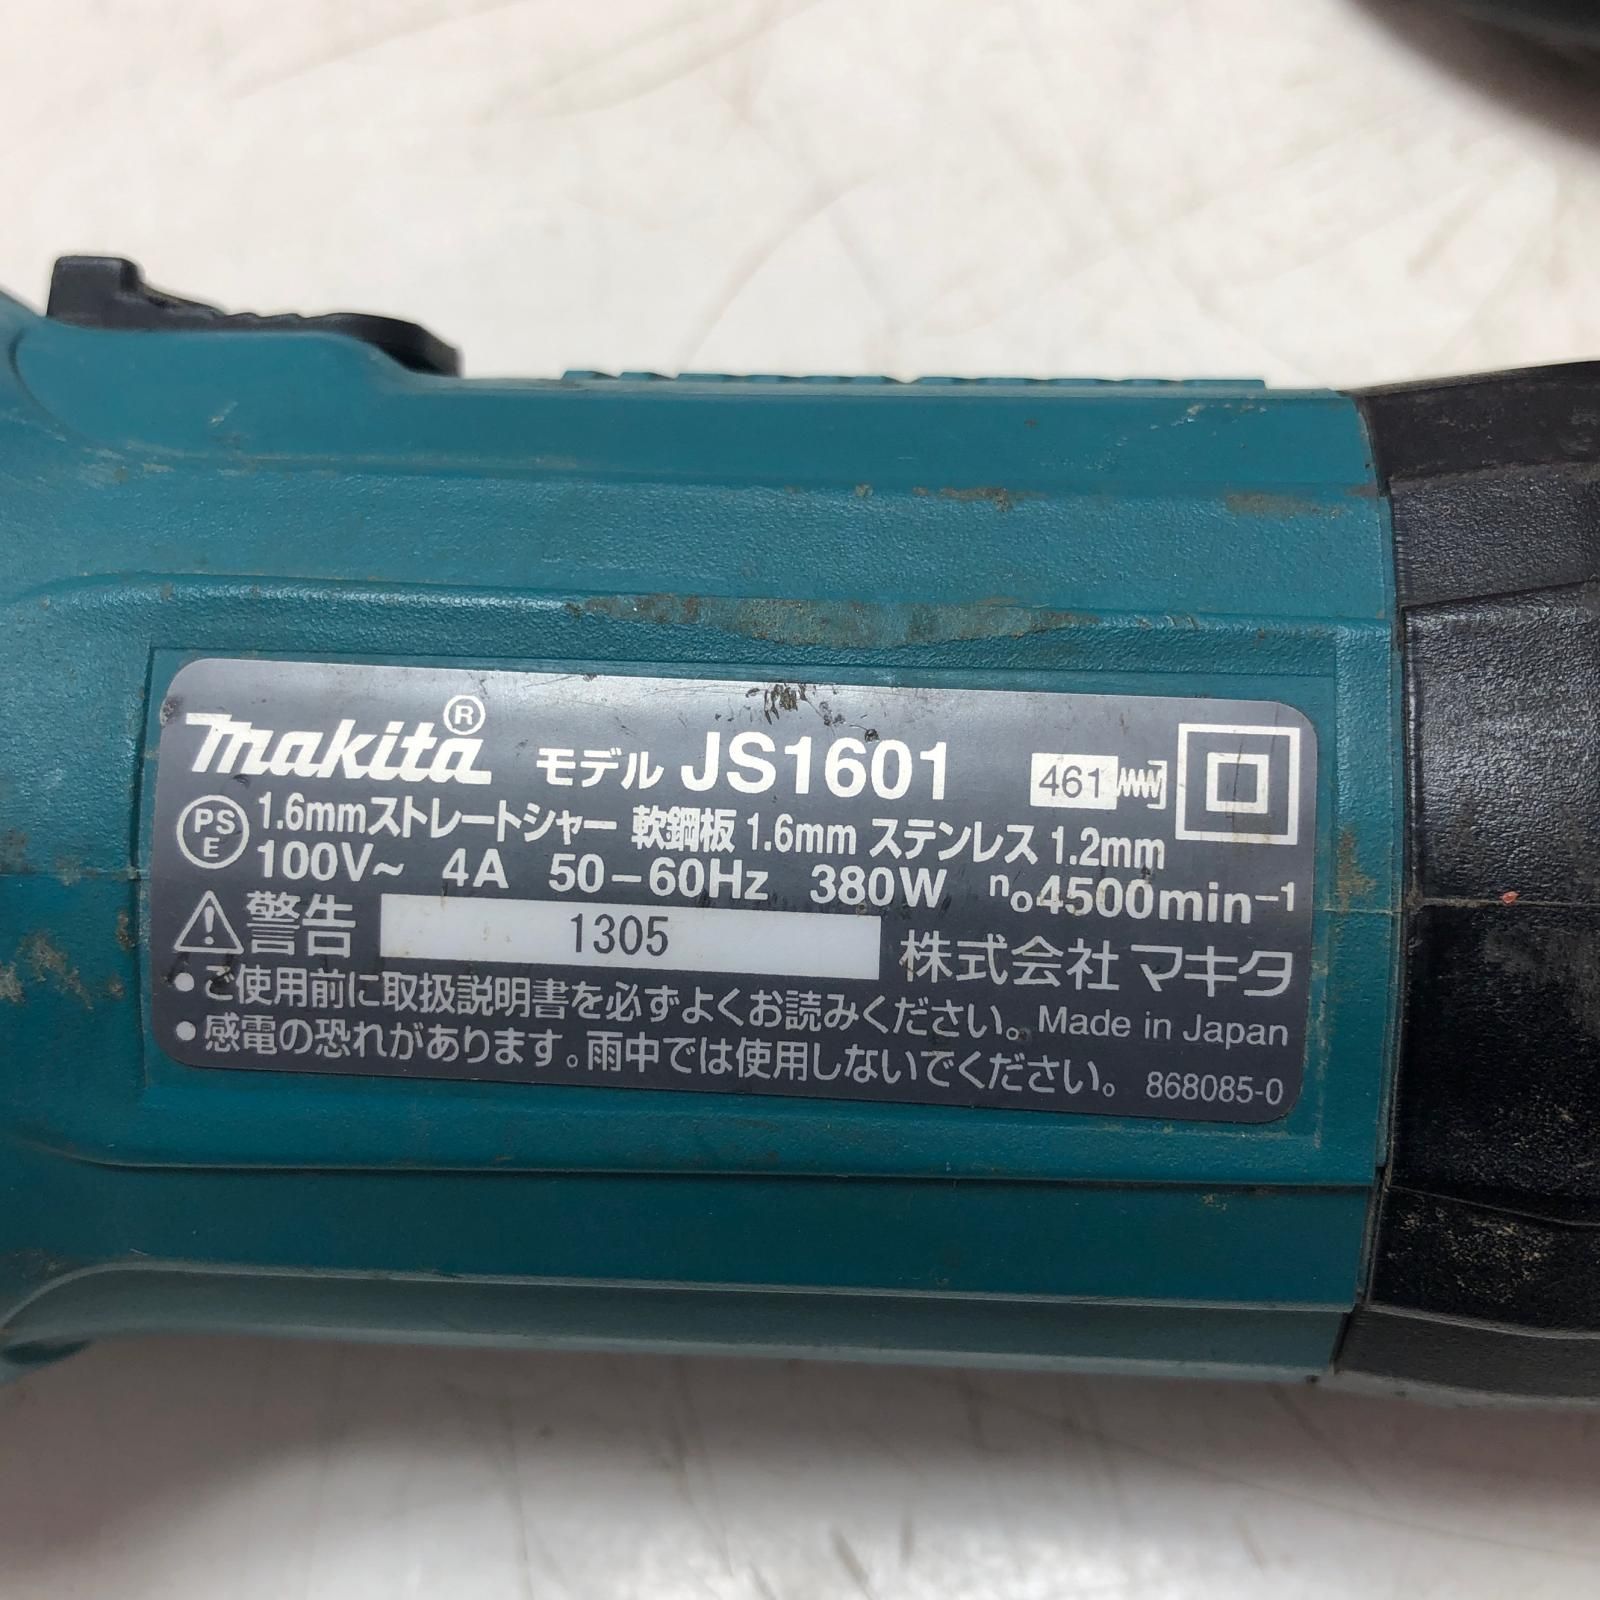 makita® モデル JS1601 461
PS E 1.6mmストレートシャー 軟鋼板 1.6mm ステンレス 1.2mm
100V~ 4A 50-60Hz 380W n₀4500min⁻¹
警告 1305 株式会社 マキタ
• ご使用前に取扱説明書を必ずよくお読みください。 Made in Japan
• 感電の恐れがあります。雨中では使用しないでください。 868085-0